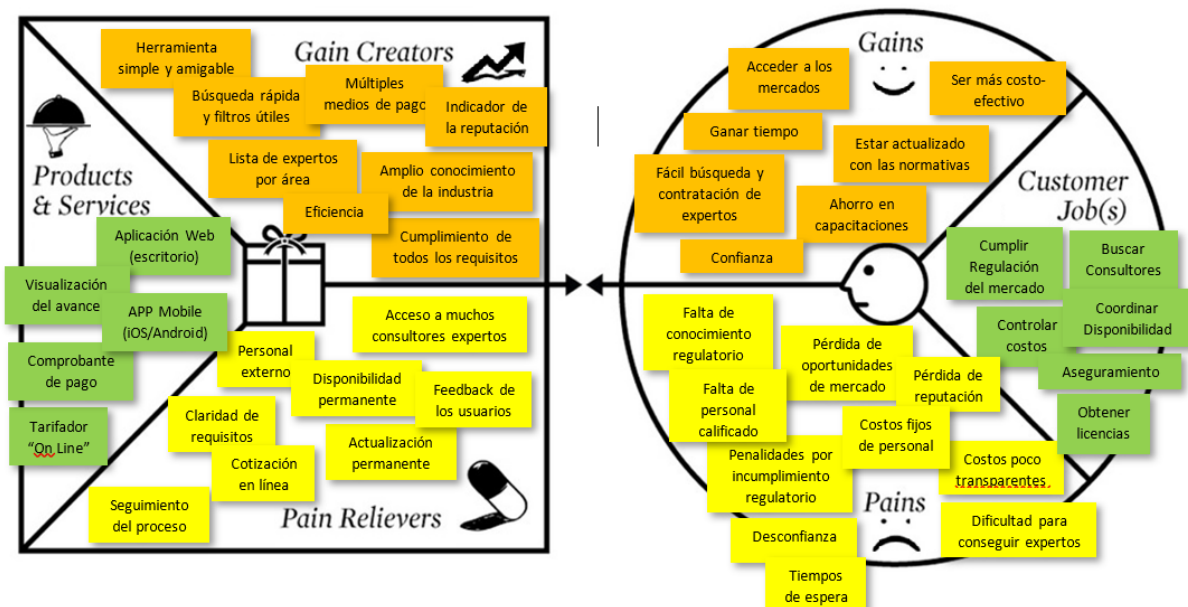 Gain Creators
Herramienta
simple y amigable
Búsqueda rápida
y filtros útiles
Múltiples
medios de pago
Indicador de
la reputación
Lista de expertos
por área
Amplio conocimiento
de la industria
Eficiencia
Cumplimiento de
todos los requisitos
Products
& Services
Aplicación Web
(escritorio)
Visualización
del avance
APP Mobile
(iOS/Android)
Comprobante
de pago
Tarifador
“On Line”
Acceso a muchos
consultores expertos
Personal
externo
Disponibilidad
permanente
Feedback de
los usuarios
Claridad de
requisitos
Actualización
permanente
Cotización
en línea
Seguimiento
del proceso
Pain Relievers
Gains
Acceder a los
mercados
Ser más costo-
efectivo
Ganar tiempo
Estar actualizado
con las normativas
Fácil búsqueda y
contratación de
expertos
Ahorro en
capacitaciones
Confianza
Customer
Job(s)
Cumplir
Regulación
del mercado
Buscar
Consultores
Controlar
costos
Coordinar
Disponibilidad
Aseguramiento
Obtener
licencias
Falta de
conocimiento
regulatorio
Pérdida de
oportunidades
de mercado
Pérdida de
reputación
Falta de
personal
calificado
Costos fijos
de personal
Penalidades por
incumplimiento
regulatorio
Costos poco
transparentes.
Pains
Desconfianza
Dificultad para
conseguir expertos
Tiempos
de espera